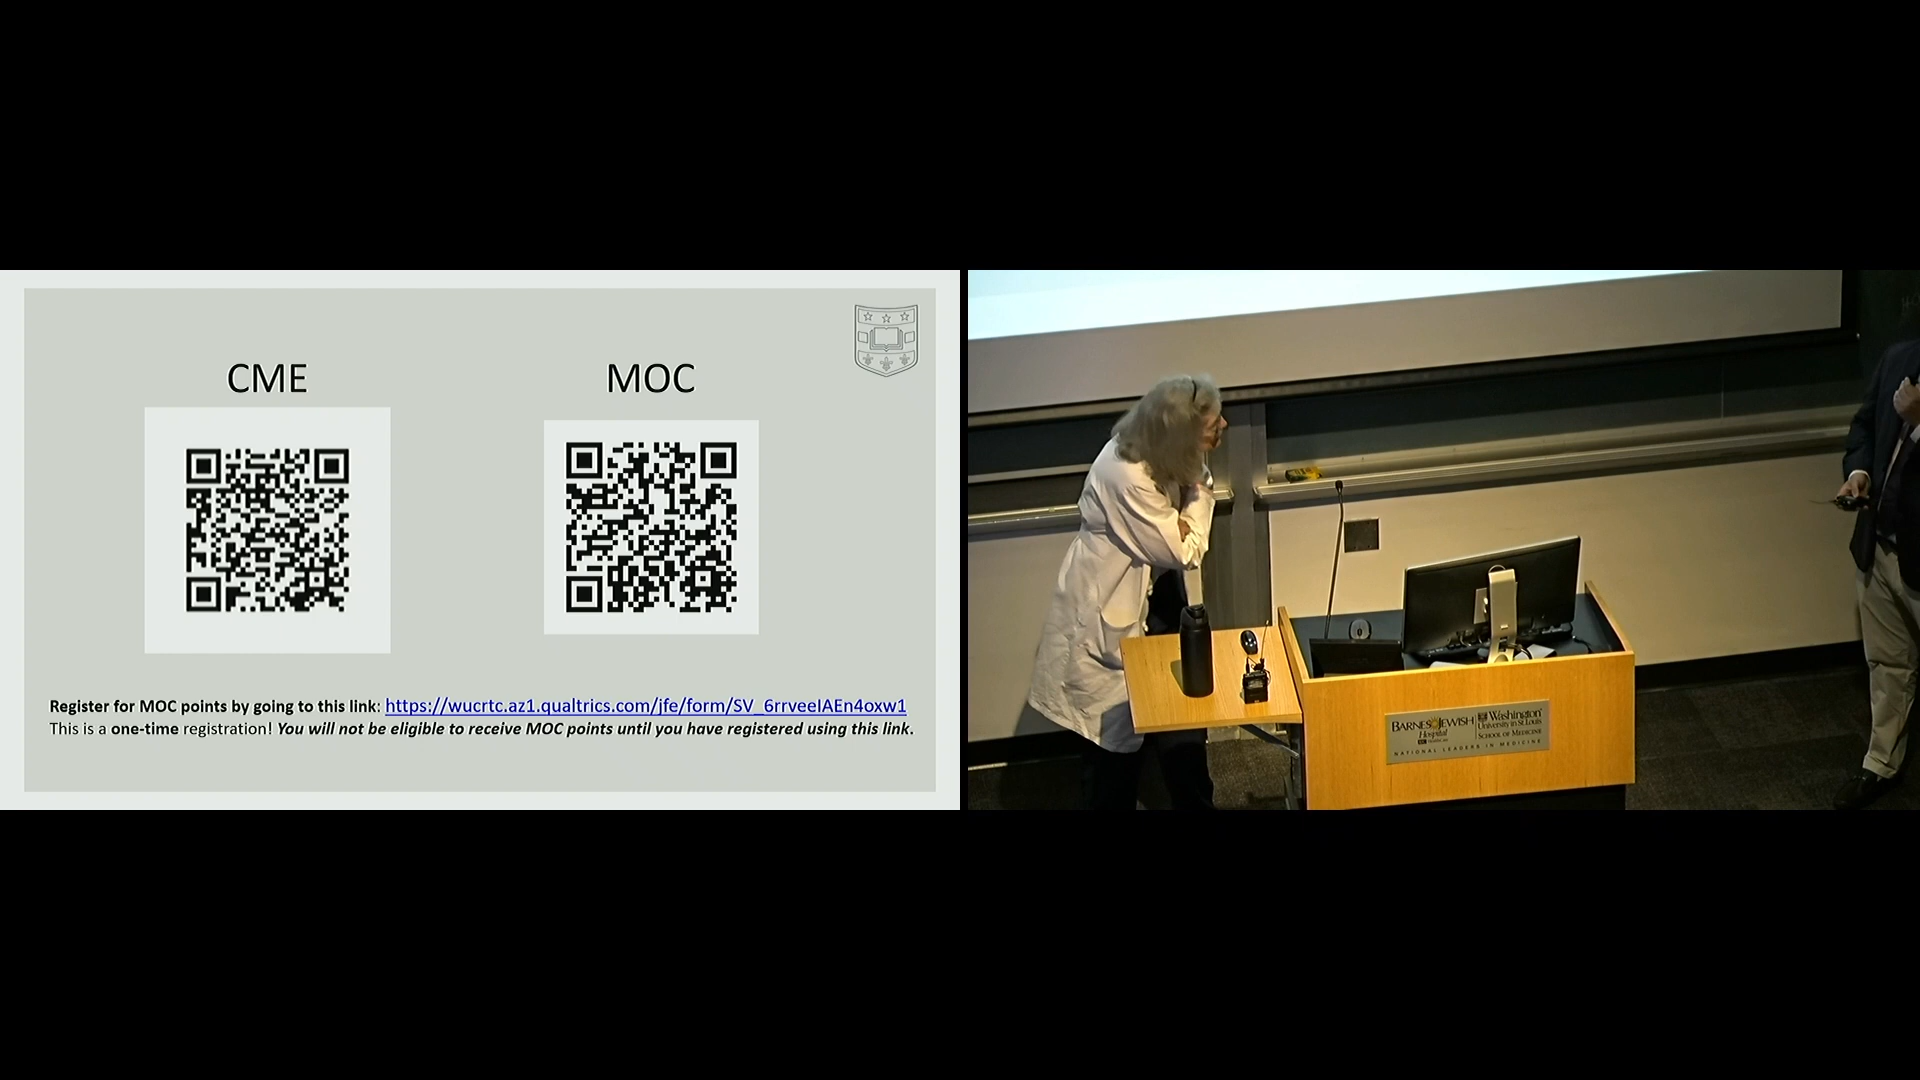 CME
MOC
Register for MOC points by going to this link: https://wucrtc.az1.qualtrics.com/jfe/form/SV_6rrveeIAEn4oxw1
This is a one-time registration! You will not be eligible to receive MOC points until you have registered using this link.
BARNES JEWISH
Hospital
Washington
University in St. Louis
SCHOOL OF MEDICINE
NATIONAL LEADERS IN MEDICINE